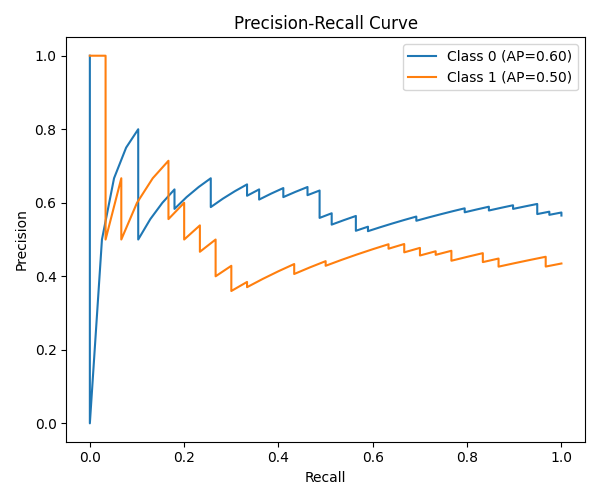 Precision-Recall Curve
Class 0 (AP=0.60)
Class 1 (AP=0.50)
Precision
1.0
0.8
0.6
0.4
0.2
0.0
0.0 0.2 0.4 0.6 0.8 1.0
Recall